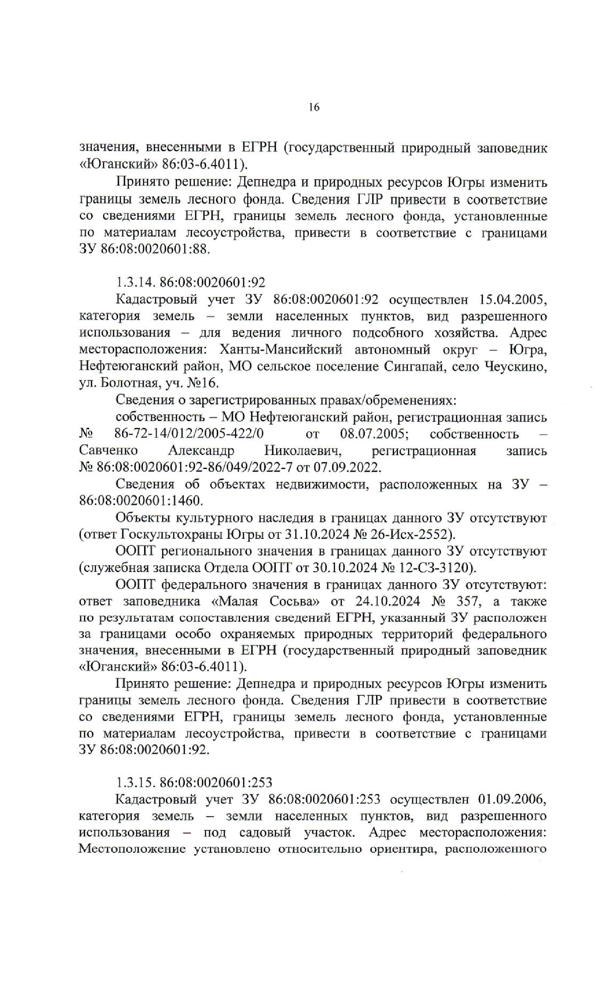 16
значения, внесенными в ЕГРН (государственный природный заповедник
«Юганский» 86:03-6.4011).
Принято решение: Депнедра и природных ресурсов Югры изменить
границы земель лесного фонда. Сведения ГЛР привести в соответствие
со сведениями ЕГРН, границы земель лесного фонда, установленные
по материалам лесоустройства, привести в соответствие с границами
ЗУ 86:08:0020601:88.
1.3.14. 86:08:0020601:92
Кадастровый учет ЗУ 86:08:0020601:92 осуществлен 15.04.2005,
категория земель – земли населенных пунктов, вид разрешенного
использования – для ведения личного подсобного хозяйства. Адрес
месторасположения: Ханты-Мансийский автономный округ – Югра,
Нефтеюганский район, МО сельское поселение Сингапай, село Чеускино,
ул. Болотная, уч. №16.
Сведения о зарегистрированных правах/обременениях:
собственность – МО Нефтеюганский район, регистрационная запись
№ 86-72-14/012/2005-422/0 от 08.07.2005; собственность –
Савченко Александр Николаевич, регистрационная запись
№ 86:08:0020601:92-86/049/2022-7 от 07.09.2022.
Сведения об объектах недвижимости, расположенных на ЗУ –
86:08:0020601:1460.
Объекты культурного наследия в границах данного ЗУ отсутствуют
(ответ Госкультохраны Югры от 31.10.2024 № 26-Исх-2552).
ООПТ регионального значения в границах данного ЗУ отсутствуют
(служебная записка Отдела ООПТ от 30.10.2024 № 12-СЗ-3120).
ООПТ федерального значения в границах данного ЗУ отсутствуют:
ответ заповедника «Малая Сосьва» от 24.10.2024 № 357, а также
по результатам сопоставления сведений ЕГРН, указанный ЗУ расположен
за границами особо охраняемых природных территорий федерального
значения, внесенными в ЕГРН (государственный природный заповедник
«Юганский» 86:03-6.4011).
Принято решение: Депнедра и природных ресурсов Югры изменить
границы земель лесного фонда. Сведения ГЛР привести в соответствие
со сведениями ЕГРН, границы земель лесного фонда, установленные
по материалам лесоустройства, привести в соответствие с границами
ЗУ 86:08:0020601:92.
1.3.15. 86:08:0020601:253
Кадастровый учет ЗУ 86:08:0020601:253 осуществлен 01.09.2006,
категория земель – земли населенных пунктов, вид разрешенного
использования – под садовый участок. Адрес месторасположения:
Местоположение установлено относительно ориентира, расположенного